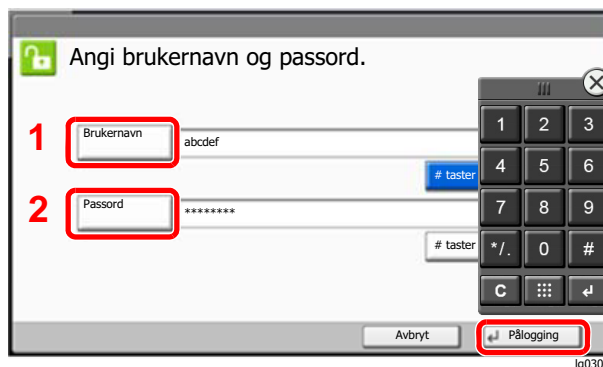 Angi brukernavn og passord.
1 Brukernavn abcdef
# taster
2 Passord ********
# taster
1 2 3
4 5 6
7 8 9
*/. 0 #
C
Avbryt Pålogging
lg030